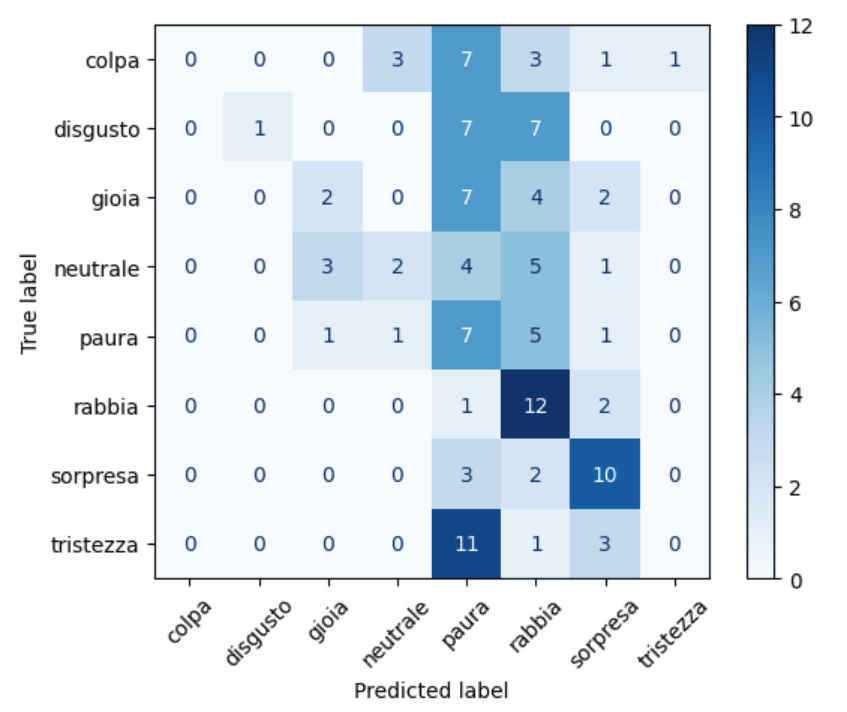 colpa 0 0 0 3 7 3 1 1
disgusto 0 1 0 0 7 7 0 0
gioia 0 0 2 0 7 4 2 0
neutrale 0 0 3 2 4 5 1 0
paura 0 0 1 1 7 5 1 0
rabbia 0 0 0 0 1 12 2 0
sorpresa 0 0 0 0 3 2 10 0
tristezza 0 0 0 0 11 1 3 0
colpa disgusto gioia neutrale paura rabbia sorpresa tristezza
Predicted label
True label
12
10
8
6
4
2
0